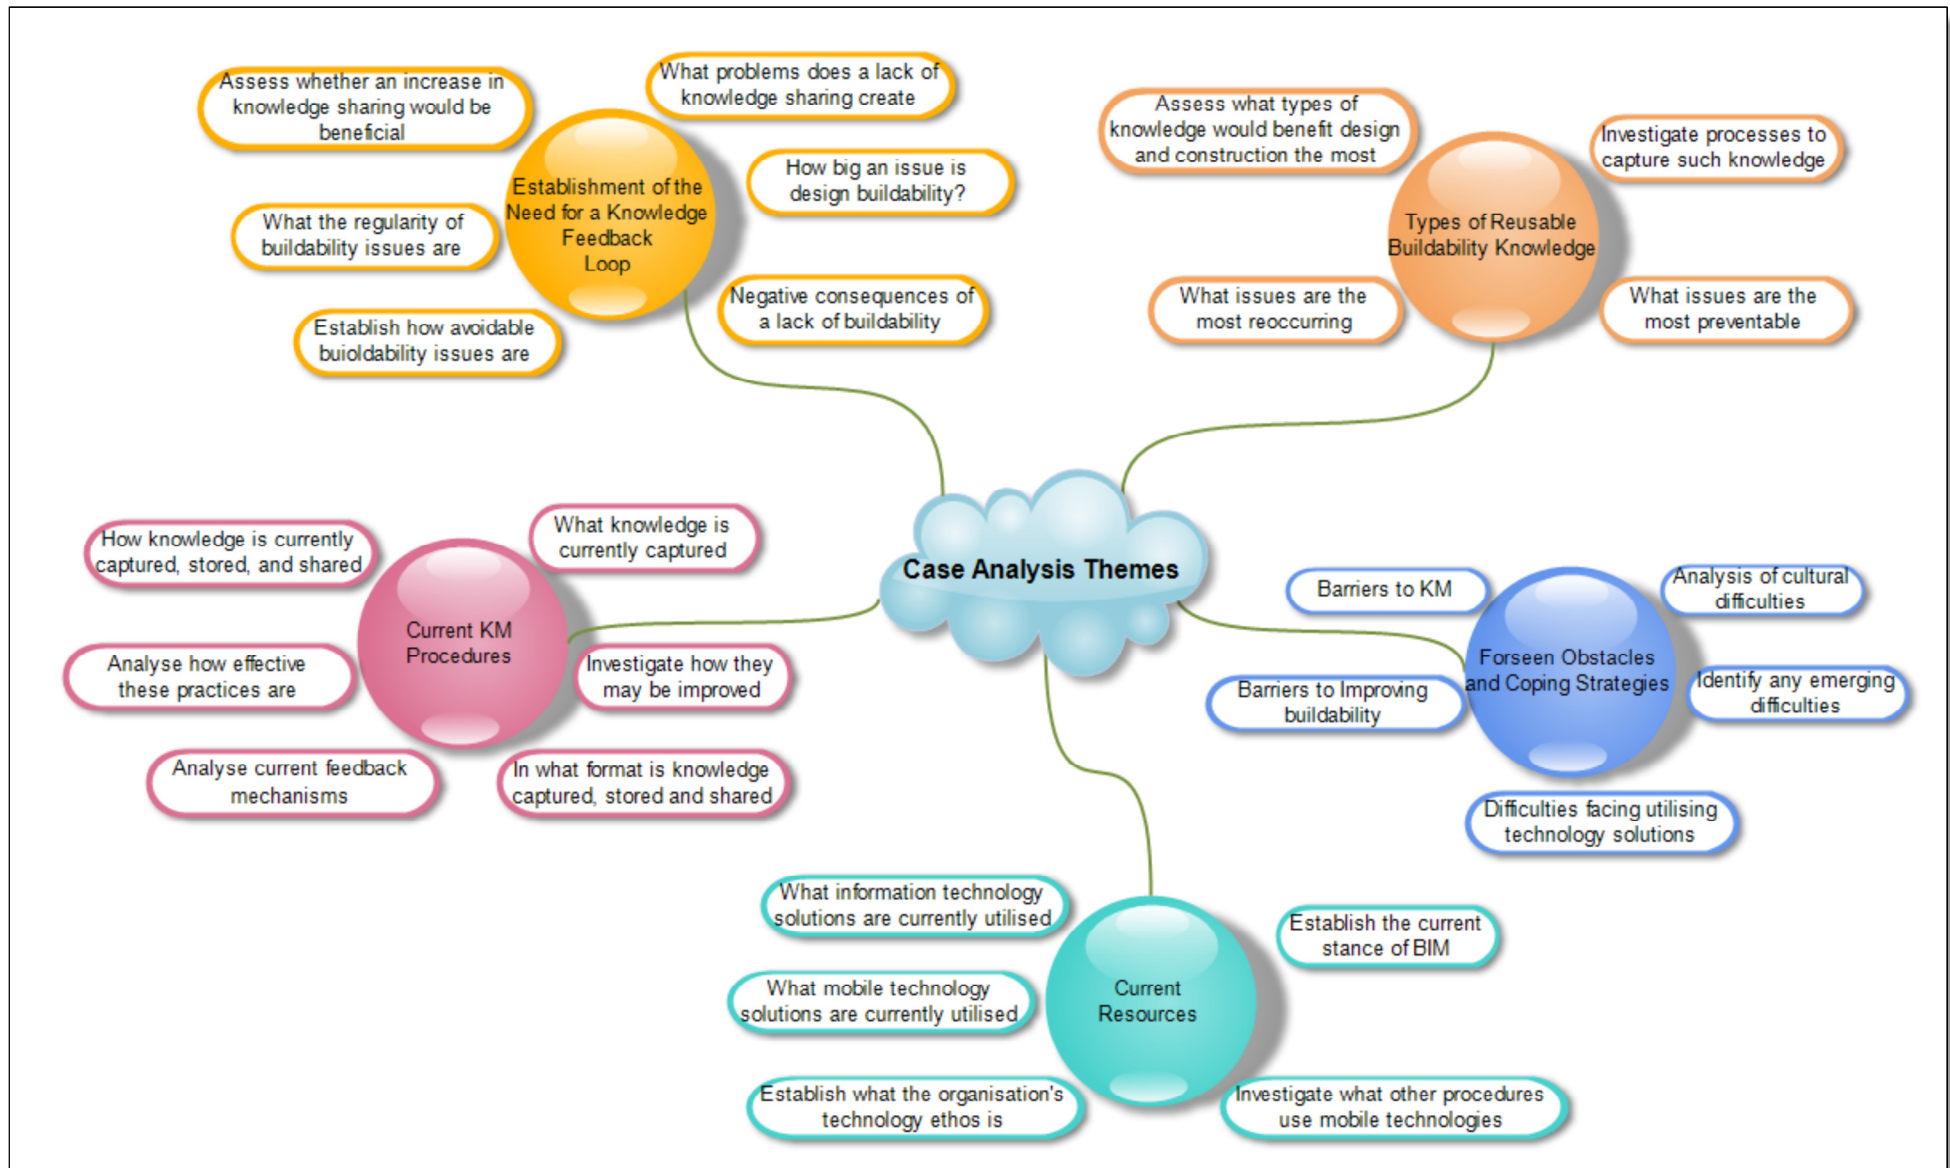 Assess whether an increase in
knowledge sharing would be
beneficial
What problems does a lack of
knowledge sharing create
How big an issue is
design buildability?
What the regularity of
buildability issues are
Establishment of the
Need for a Knowledge
Feedback
Loop
Negative consequences of
a lack of buildability
Establish how avoidable
buioldability issues are
Assess what types of
knowledge would benefit design
and construction the most
Investigate processes to
capture such knowledge
Types of Reusable
Buildability Knowledge
What issues are the
most reoccurring
What issues are the
most preventable
Case Analysis Themes
How knowledge is currently
captured, stored, and shared
What knowledge is
currently captured
Current KM
Procedures
Analyse how effective
these practices are
Investigate how they
may be improved
Analyse current feedback
mechanisms
In what format is knowledge
captured, stored and shared
Barriers to KM
Analysis of cultural
difficulties
Forseen Obstacles
and Coping Strategies
Barriers to Improving
buildability
Identify any emerging
difficulties
Difficulties facing utilising
technology solutions
What information technology
solutions are currently utilised
Establish the current
stance of BIM
What mobile technology
solutions are currently utilised
Current
Resources
Establish what the organisation's
technology ethos is
Investigate what other procedures
use mobile technologies